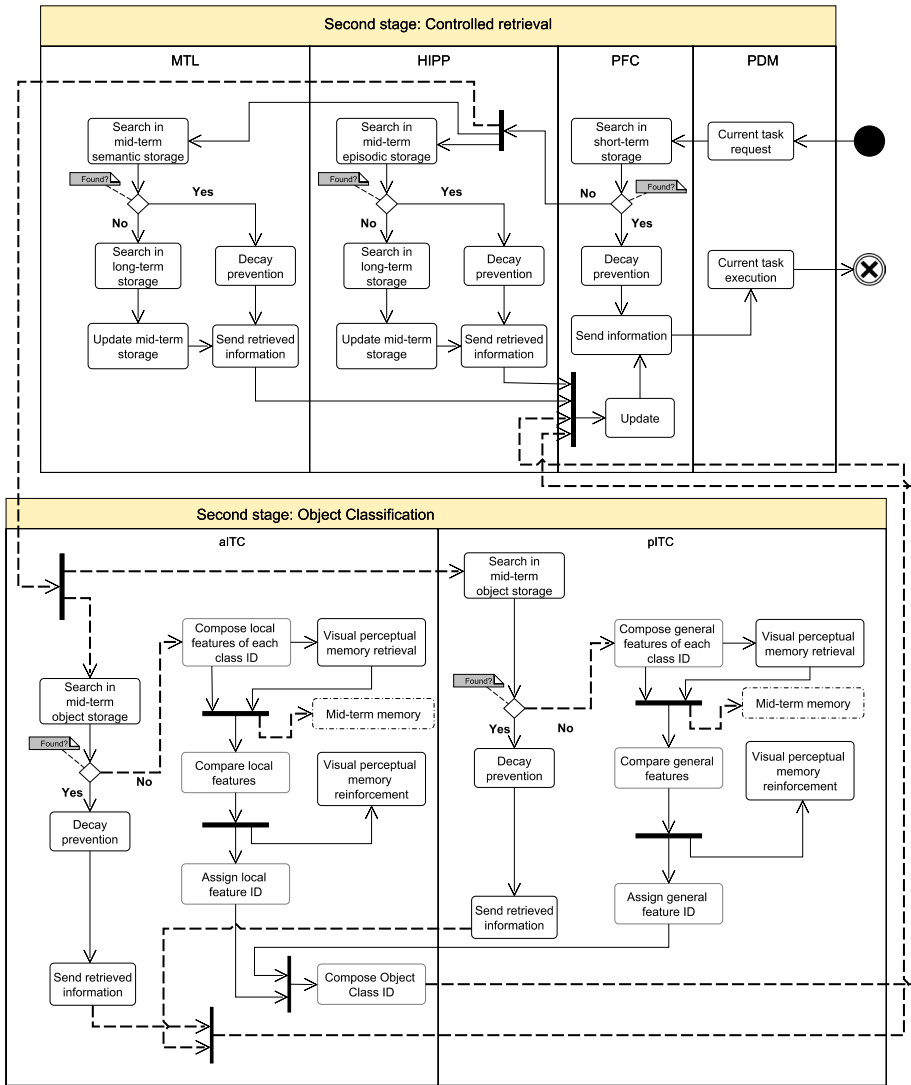 Second stage: Controlled retrieval
MTL
HIPP
PFC
PDM
Search in
mid-term
semantic storage
Search in
mid-term
episodic storage
Search in
short-term
storage
Current task
request
Found?
Yes
No
Found?
Yes
No
No
Found?
Yes
Search in
long-term
storage
Decay
prevention
Search in
long-term
storage
Decay
prevention
Decay
prevention
Current task
execution
Update mid-term
storage
Send retrieved
information
Update mid-term
storage
Send retrieved
information
Send information
Update
Second stage: Object Classification
aITC
pITC
Search in
mid-term
object storage
Compose local
features of each
class ID
Visual perceptual
memory retrieval
Compose general
features of each
class ID
Visual perceptual
memory retrieval
Search in
mid-term
object storage
Found?
Mid-term memory
Mid-term memory
Yes
No
Found?
No
Yes
Compare local
features
Visual perceptual
memory
reinforcement
Decay
prevention
Compare general
features
Visual perceptual
memory
reinforcement
Decay
prevention
Assign local
feature ID
Send retrieved
information
Assign general
feature ID
Send retrieved
information
Compose Object
Class ID